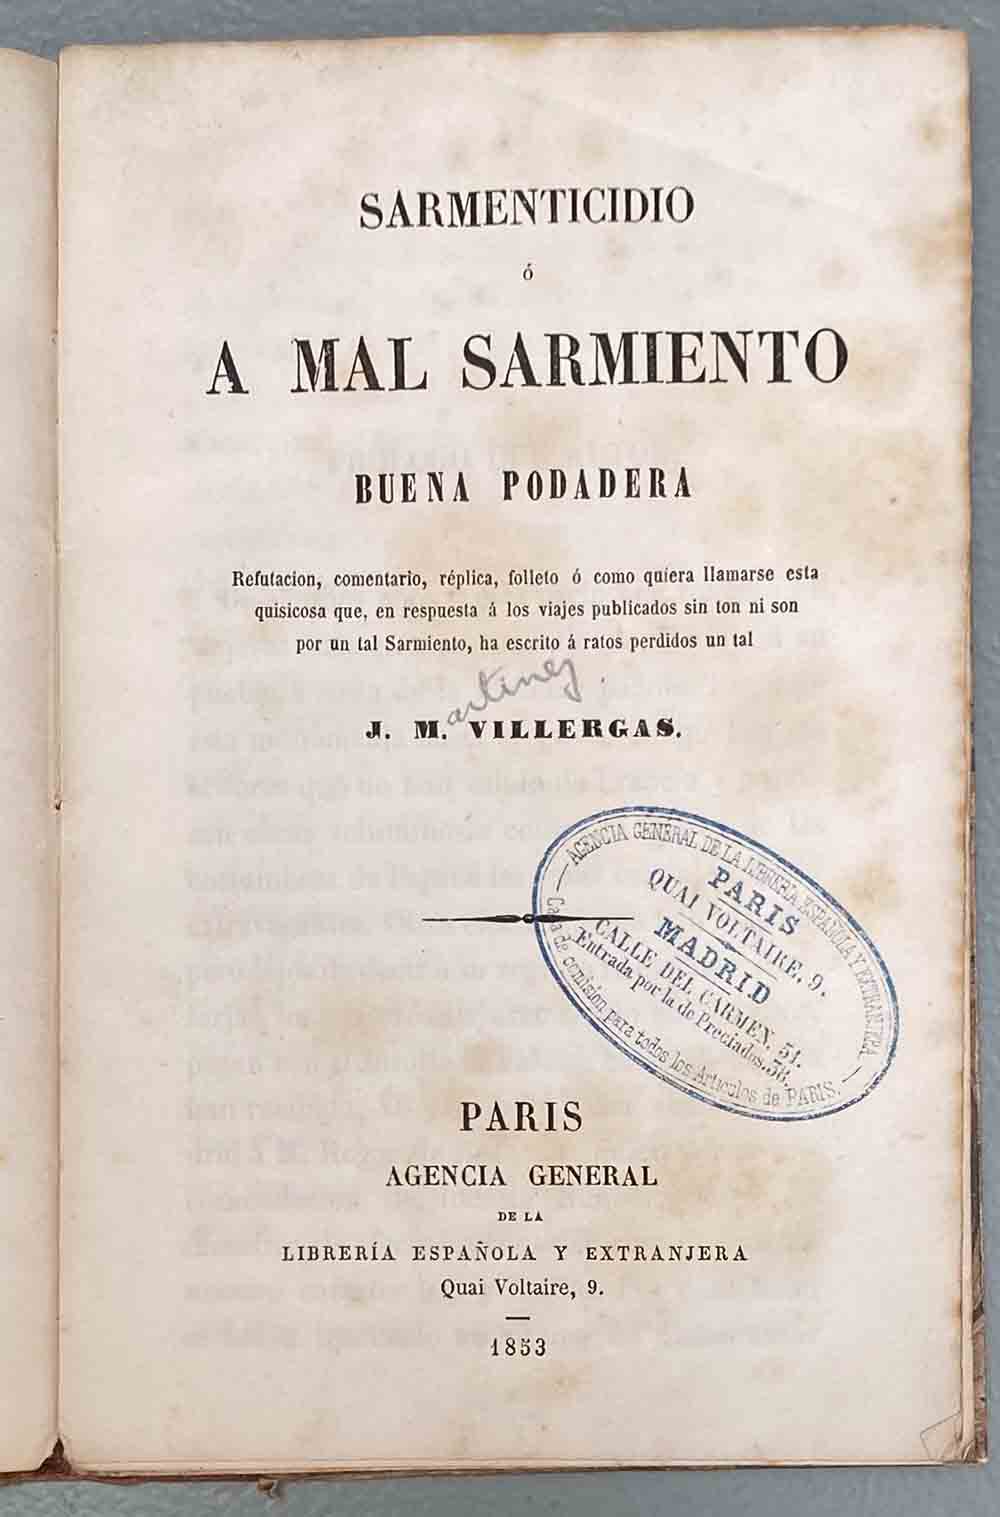 SARMENTICIDIO
ó
A MAL SARMIENTO
BUENA PODADERA
Refutacion, comentario, réplica, folleto ó como quiera llamarse esta
quisicosa que, en respuesta á los viajes publicados sin ton ni son
por un tal Sarmiento, ha escrito á ratos perdidos un tal
artinez
J. M. VILLERGAS.
AGENCIA GENERAL DE LA LIBRERÍA ESPAÑOLA Y EXTRANJERA
PARIS
QUAI VOLTAIRE, 9.
MADRID
CALLE DEL CARMEN, 51.
Entrada por la de Preciados, 58.
Casa de comision para todos los Articulos de PARIS.
PARIS
AGENCIA GENERAL
DE LA
LIBRERÍA ESPAÑOLA Y EXTRANJERA
Quai Voltaire, 9.
1853